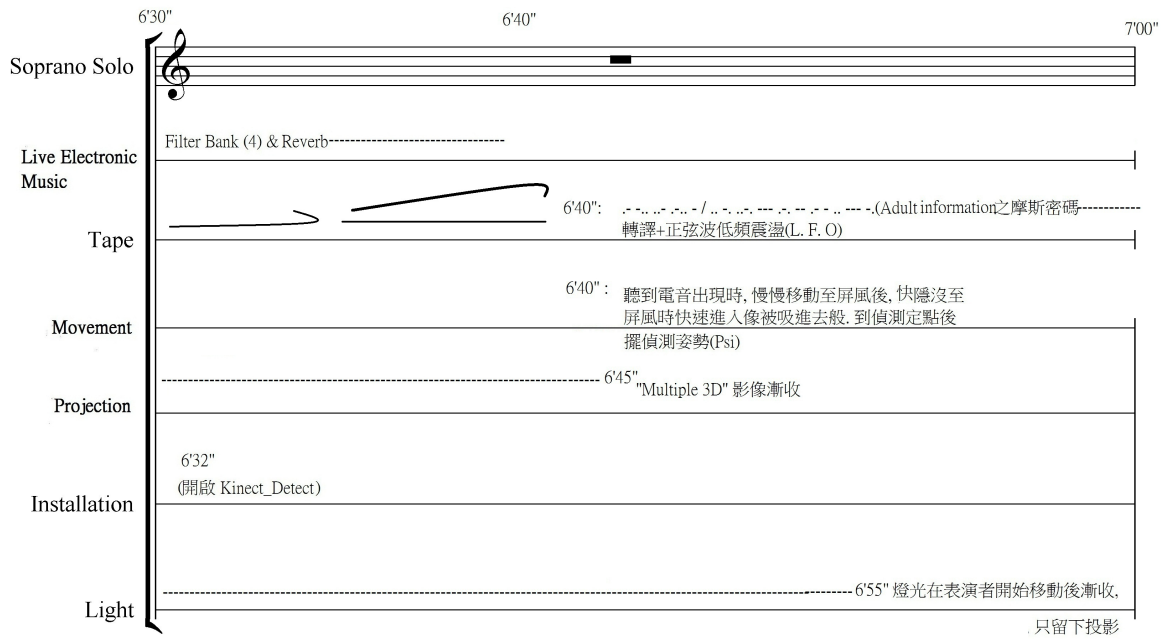 6'30" 6'40" 7'00"
Soprano Solo
Filter Bank (4) & Reverb
Live Electronic
Music
6'40": .- -.. ..- .-.. - / .. -. ..-. --- .-. -- .- - .. --- -.(Adult information之摩斯密碼
轉譯+正弦波低頻震盪(L. F. O)
Tape
6'40" : 聽到電音出現時, 慢慢移動至屏風後, 快隱沒至
屏風時快速進入像被吸進去般. 到偵測定點後
擺偵測姿勢(Psi)
Movement
6'45" "Multiple 3D" 影像漸收
Projection
6'32"
(開啟 Kinect_Detect)
Installation
6'55" 燈光在表演者開始移動後漸收,
只留下投影
Light